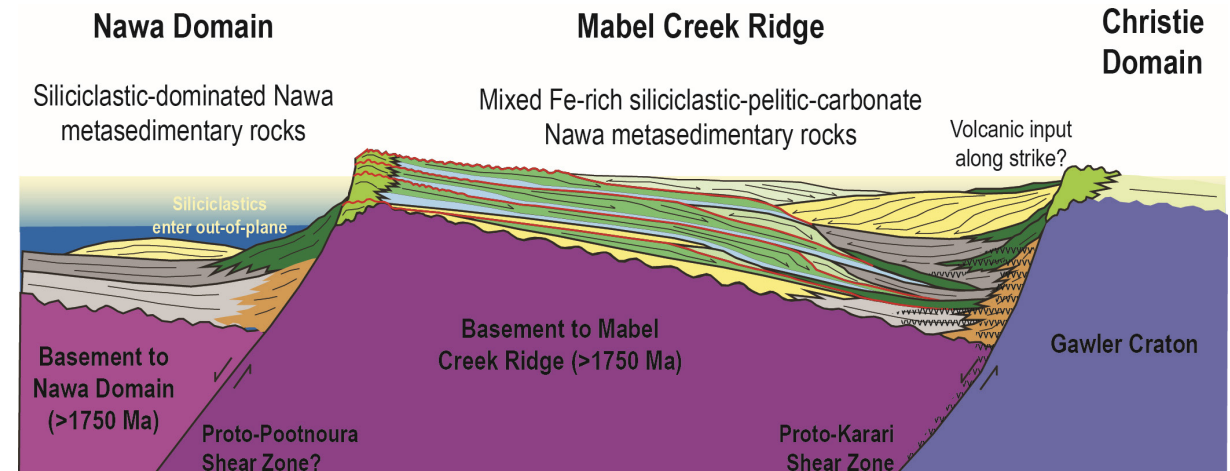 Nawa Domain
Mabel Creek Ridge
Christie
Domain
Siliciclastic-dominated Nawa
metasedimentary rocks
Mixed Fe-rich siliciclastic-pelitic-carbonate
Nawa metasedimentary rocks
Volcanic input
along strike?
Siliciclastics
enter out-of-plane
Basement to
Nawa Domain
(>1750 Ma)
Basement to Mabel
Creek Ridge (>1750 Ma)
Gawler Craton
Proto-Pootnoura
Shear Zone?
Proto-Karari
Shear Zone